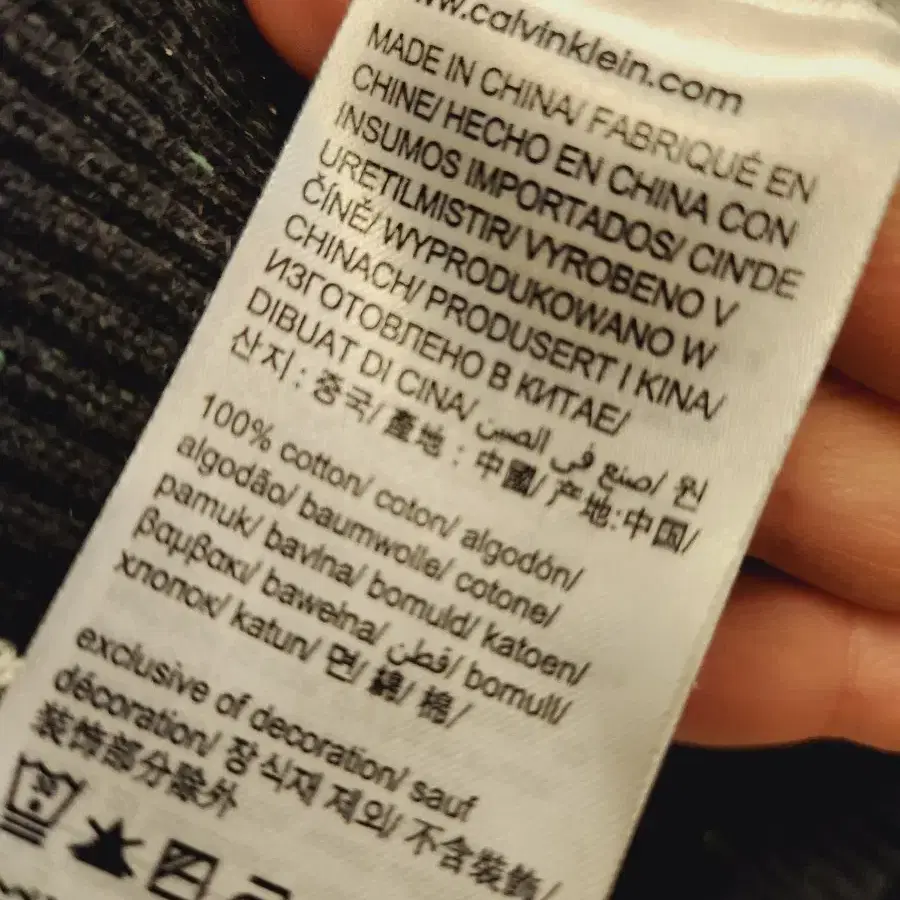 www.calvinklein.com
MADE IN CHINA/ FABRIQUÉ EN
CHINE/ HECHO EN CHINA CON
INSUMOS IMPORTADOS/ CIN'DE
URETILMISTIR/ VYROBENO V
ČÍNĚ/ WYPRODUKOWANO W
CHINACH/ PRODUSERT I KINA/
ИЗГОТОВЛЕНО В КИТАЕ/
DIBUAT DI CINA/ صنع في الصين/ 원
산지 : 중국/ 產地 : 中國/ 产地:中国/
100% cotton/ coton/ algodón/
algodão/ baumwolle/ cotone/
pamuk/ bavlna/ bomuld/ katoen/
βαμβακι/ bawełna/ قطن/ bomull/
хлопок/ katun/ 면/ 綿/ 棉/
exclusive of decoration/ sauf
décoration/ 장식재 제외/ 不含裝飾/
装饰部分除外
30